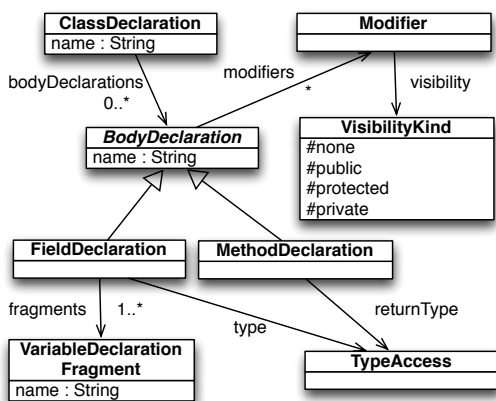 ClassDeclaration
name : String
Modifier
bodyDeclarations
0..*
modifiers
*
visibility
BodyDeclaration
name : String
VisibilityKind
#none
#public
#protected
#private
FieldDeclaration
MethodDeclaration
fragments
1..*
type
returnType
VariableDeclaration
Fragment
name : String
TypeAccess